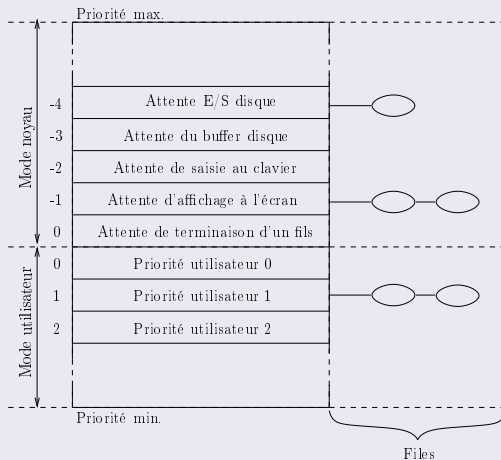 Priorité max.
Mode noyau
-4 Attente E/S disque
-3 Attente du buffer disque
-2 Attente de saisie au clavier
-1 Attente d'affichage à l'écran
0 Attente de terminaison d'un fils
Mode utilisateur
0 Priorité utilisateur 0
1 Priorité utilisateur 1
2 Priorité utilisateur 2
Priorité min.
Files